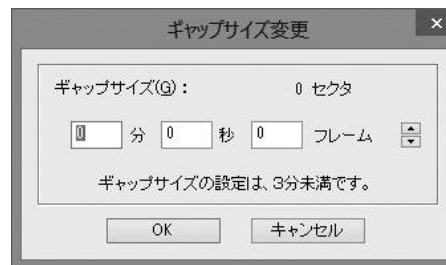 ギャップサイズ変更
ギャップサイズ(G): 0 セクタ
0 分 0 秒 0 フレーム
ギャップサイズの設定は、3分未満です。
OK キャンセル